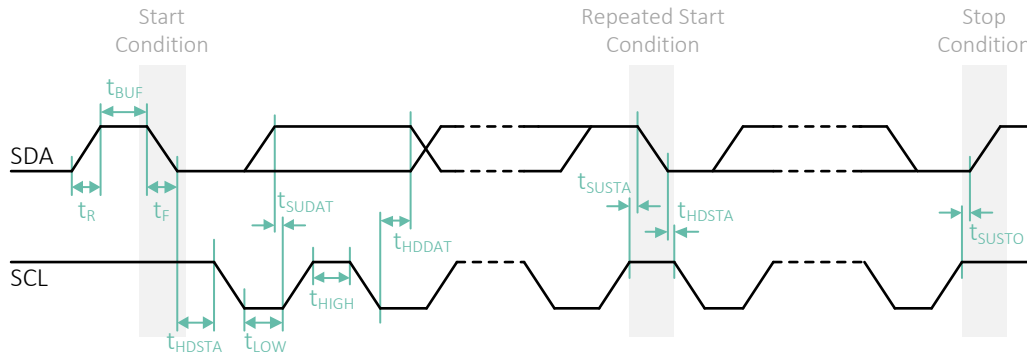 Start
Condition
Repeated Start
Condition
Stop
Condition
tBUF
SDA
tR
tF
tSUDAT
tHDDAT
tSUSTA
tHDSTA
tSUSTO
SCL
tHIGH
tHDSTA
tLOW